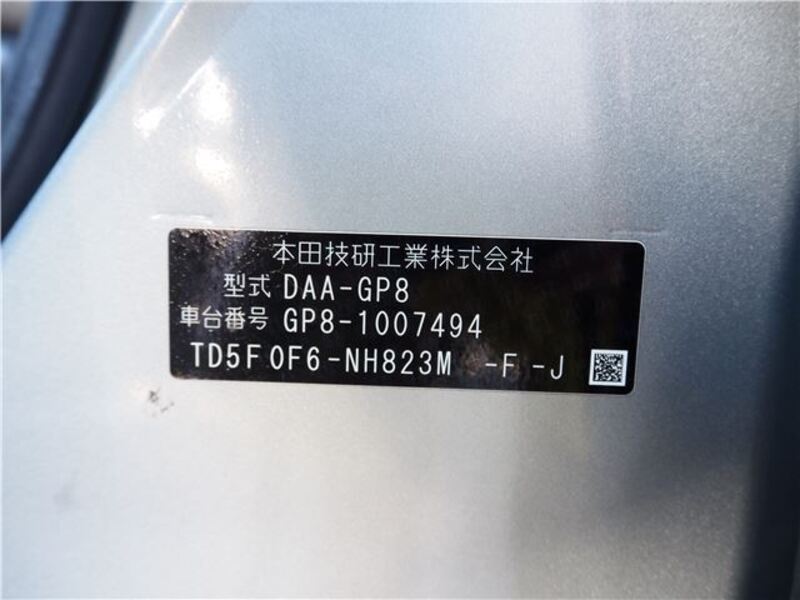 本田技研工業株式会社
型式 DAA-GP8
車台番号 GP8-1007494
TD5F0F6-NH823M -F -J